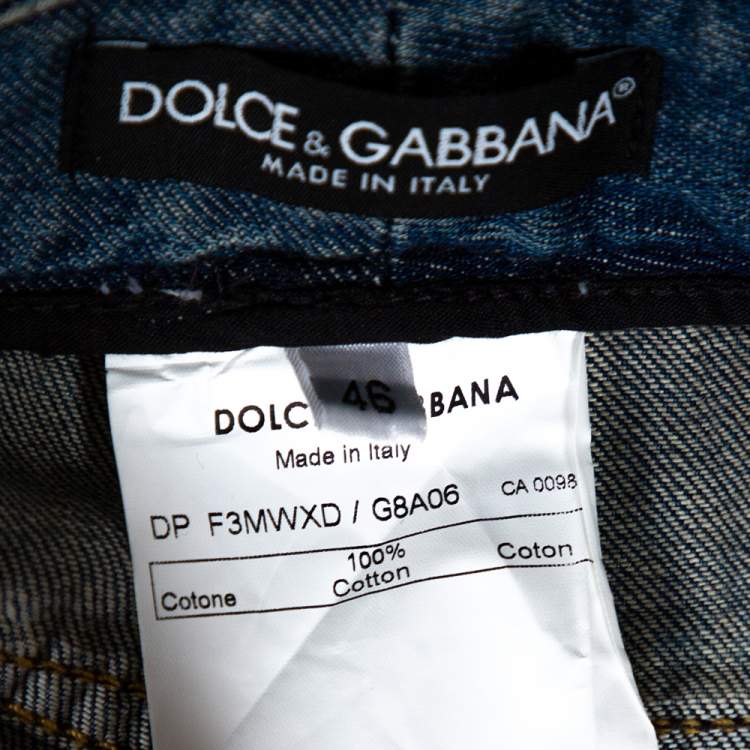 DOLCE & GABBANA®
MADE IN ITALY
46
DOLC BBANA
Made in Italy
DP F3MWXD / G8A06 CA 0098
Cotone 100% Cotton Coton